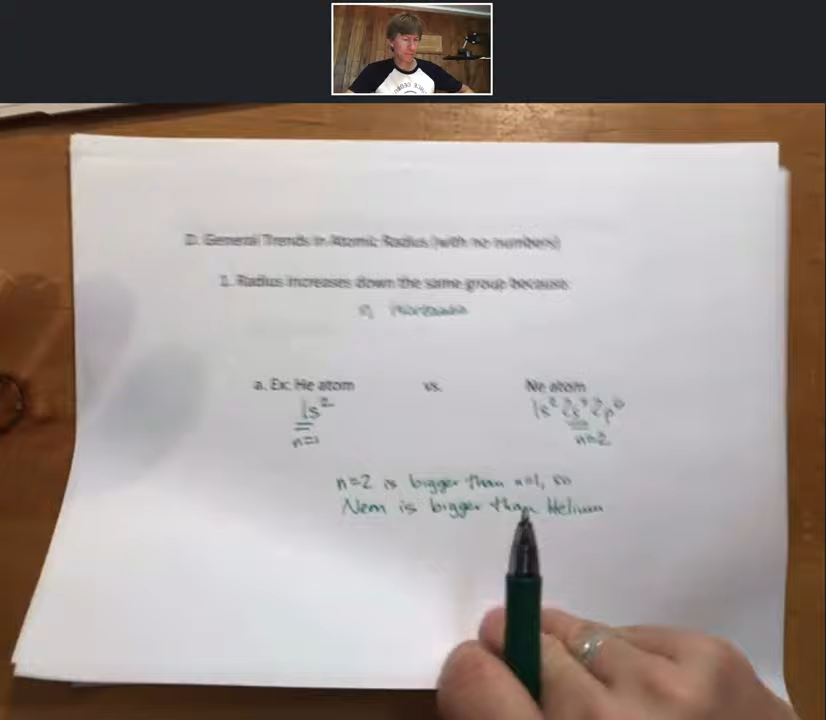 D. General Trends in Atomic Radius (with no numbers)
1. Radius increases down the same group because:
n increases
a. Ex: He atom vs. Ne atom
1s² 1s² 2s² 2p⁶
n=1 n=2
n=2 is bigger than n=1, so
Neon is bigger than Helium